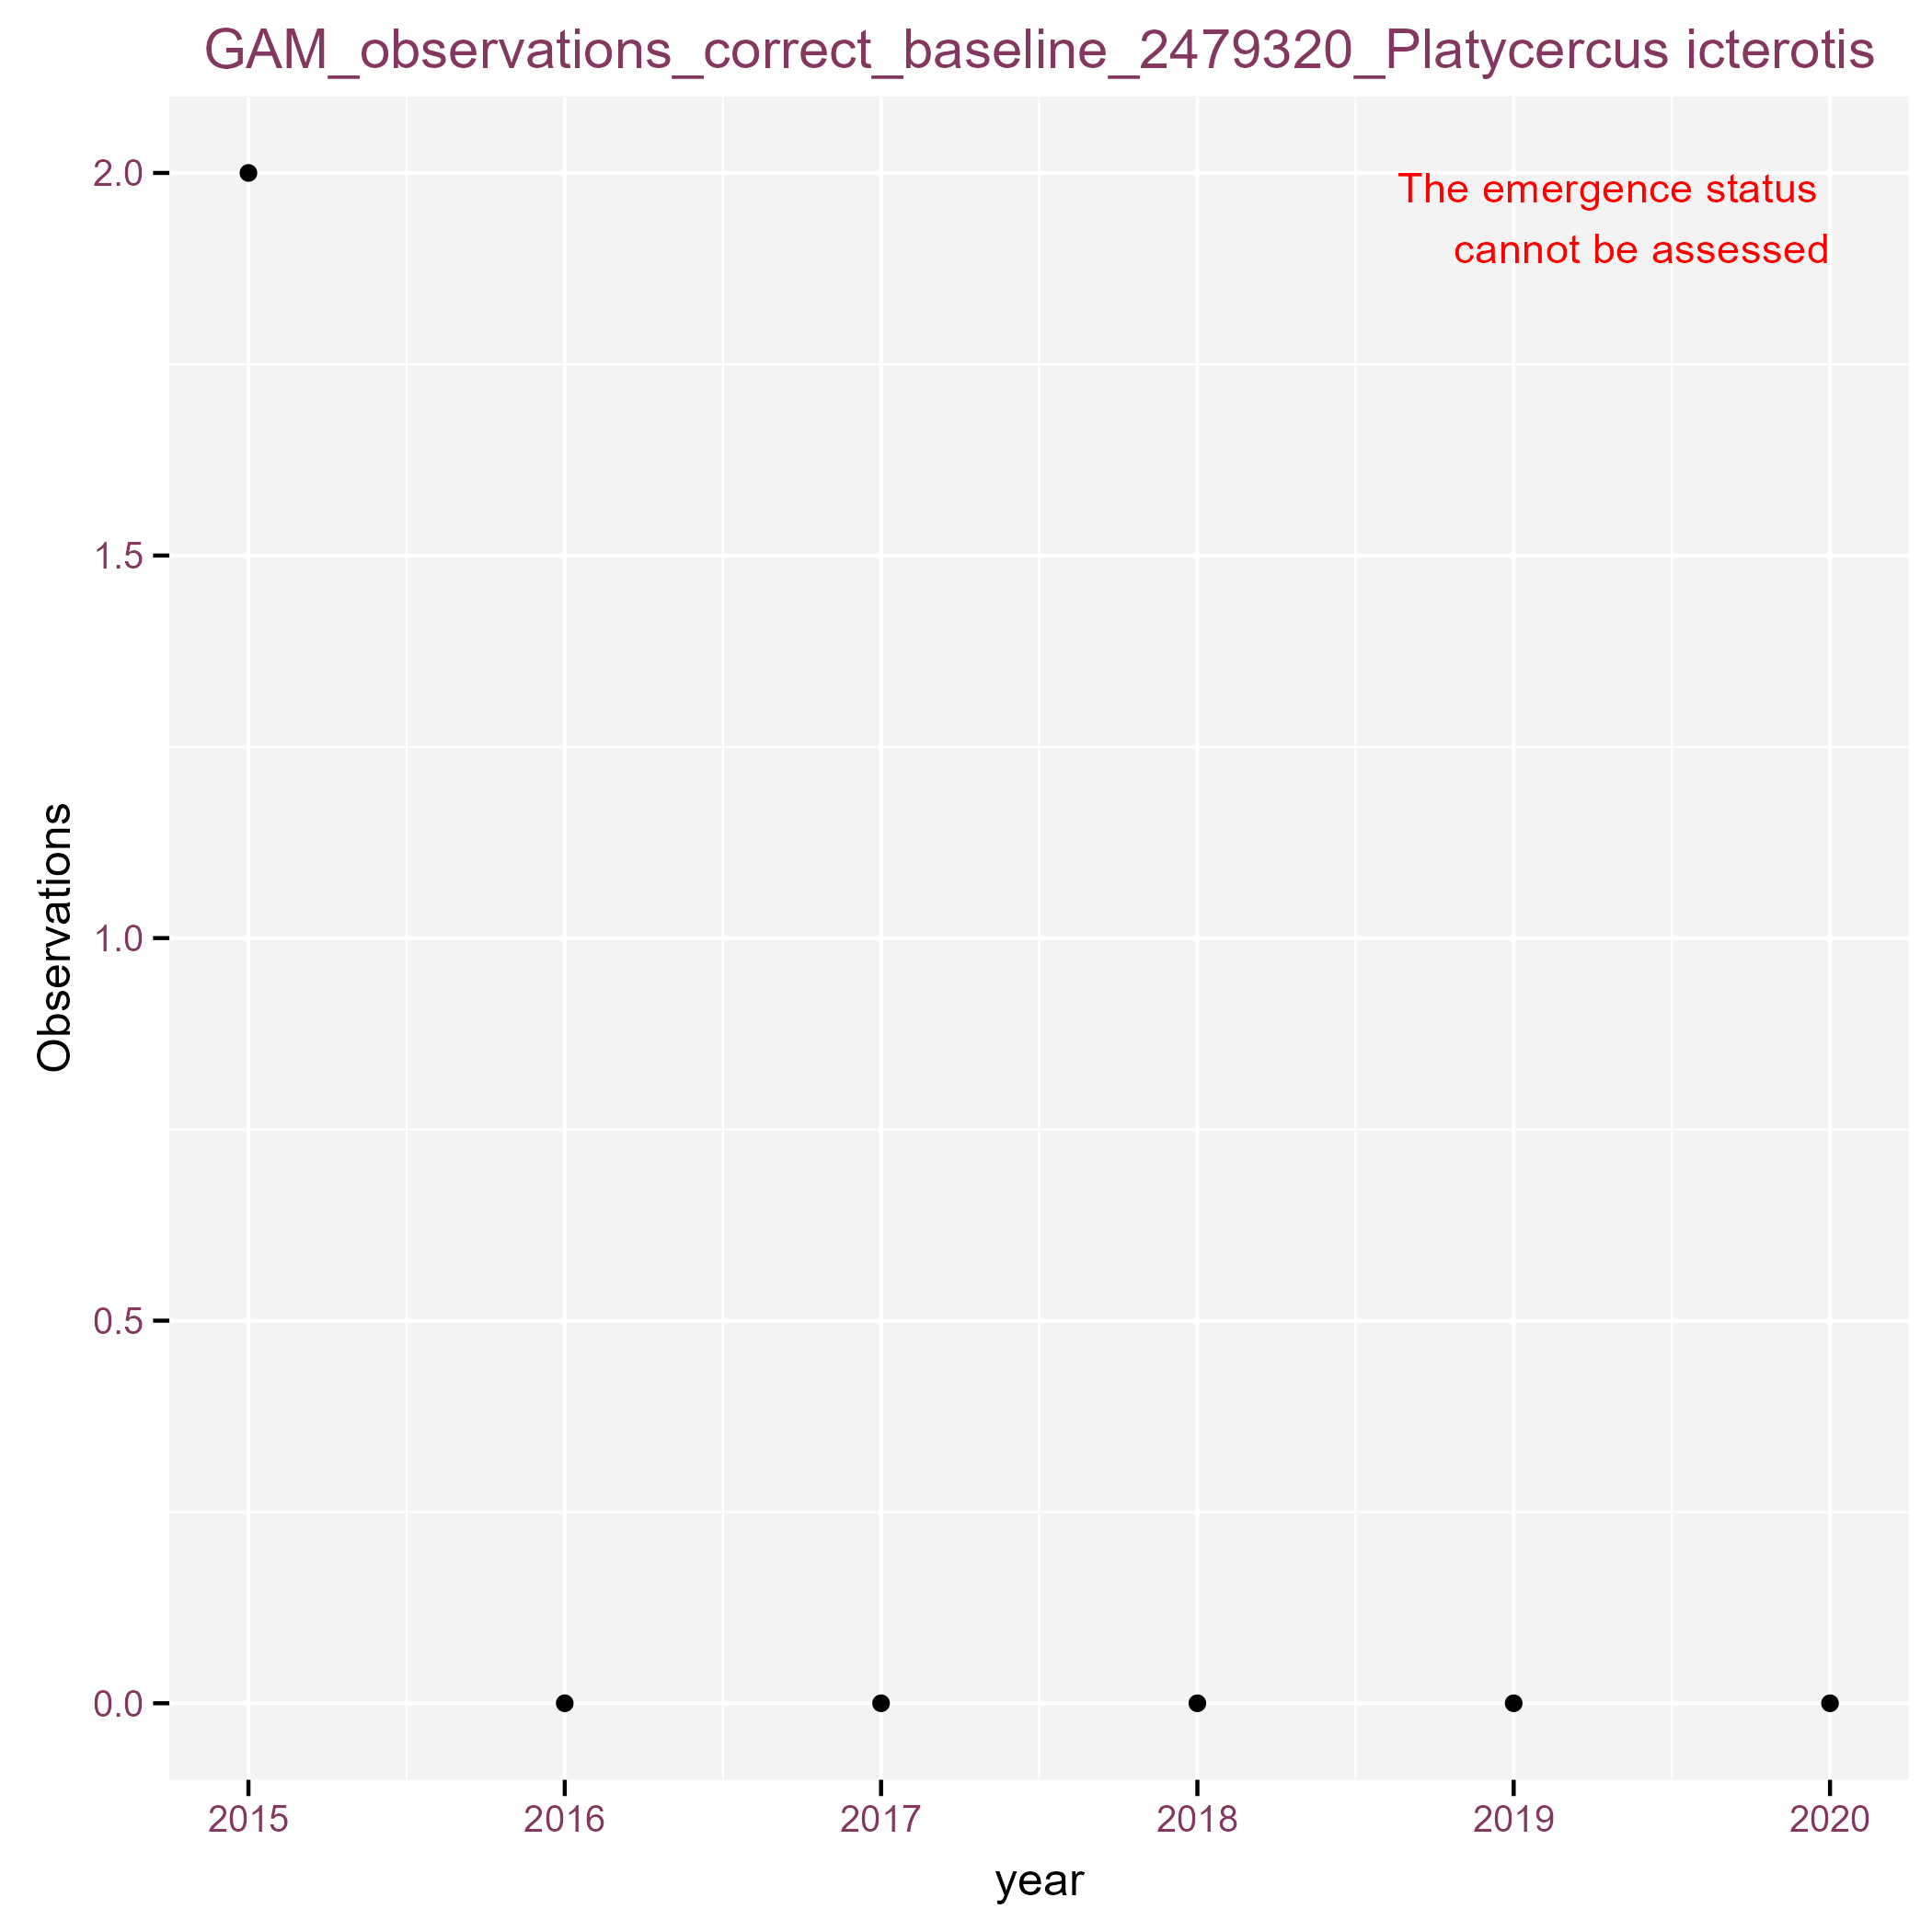 GAM_observations_correct_baseline_2479320_Platycercus icterotis
The emergence status
cannot be assessed
2.0
1.5
1.0
0.5
0.0
Observations
2015 2016 2017 2018 2019 2020
year